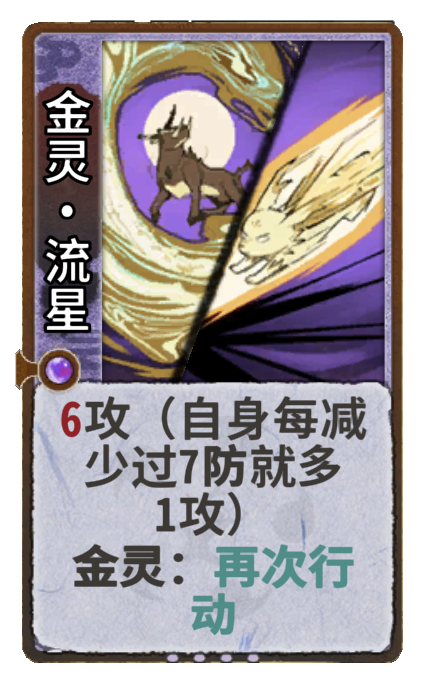 金灵·流星
6攻（自身每减
少过7防就多
1攻）
金灵：再次行
动